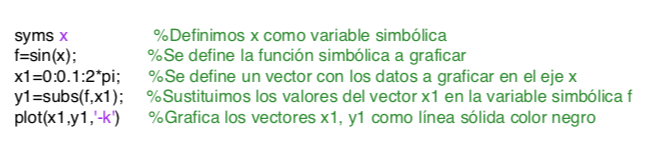 syms x %Definimos x como variable simbólica
f=sin(x); %Se define la función simbólica a graficar
x1=0:0.1:2*pi; %Se define un vector con los datos a graficar en el eje x
y1=subs(f,x1); %Sustituimos los valores del vector x1 en la variable simbólica f
plot(x1,y1,'-k') %Grafica los vectores x1, y1 como línea sólida color negro